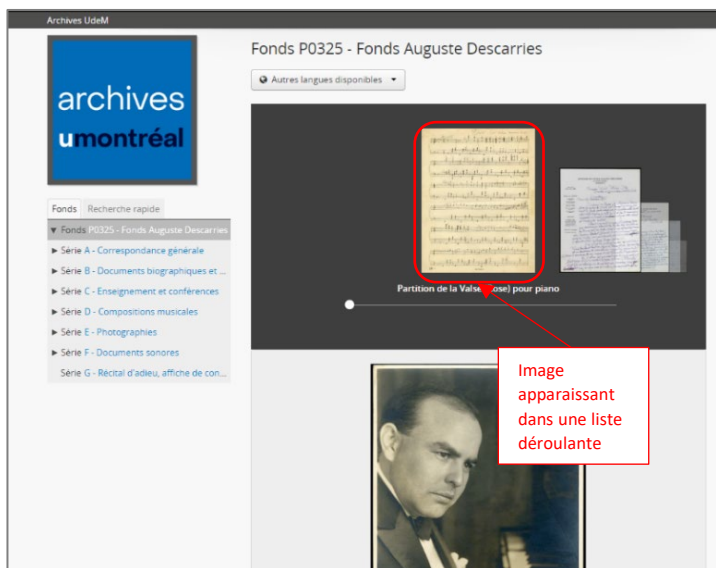 Archives UdeM
archives
umontréal
Fonds Recherche rapide
▼ Fonds P0325 - Fonds Auguste Descarries
► Série A - Correspondance générale
► Série B - Documents biographiques et ...
► Série C - Enseignement et conférences
► Série D - Compositions musicales
► Série E - Photographies
► Série F - Documents sonores
Série G - Récital d'adieu, affiche de con...
Fonds P0325 - Fonds Auguste Descarries
Autres langues disponibles
Partition de la Valse (Rose) pour piano
Image
apparaissant
dans une liste
déroulante